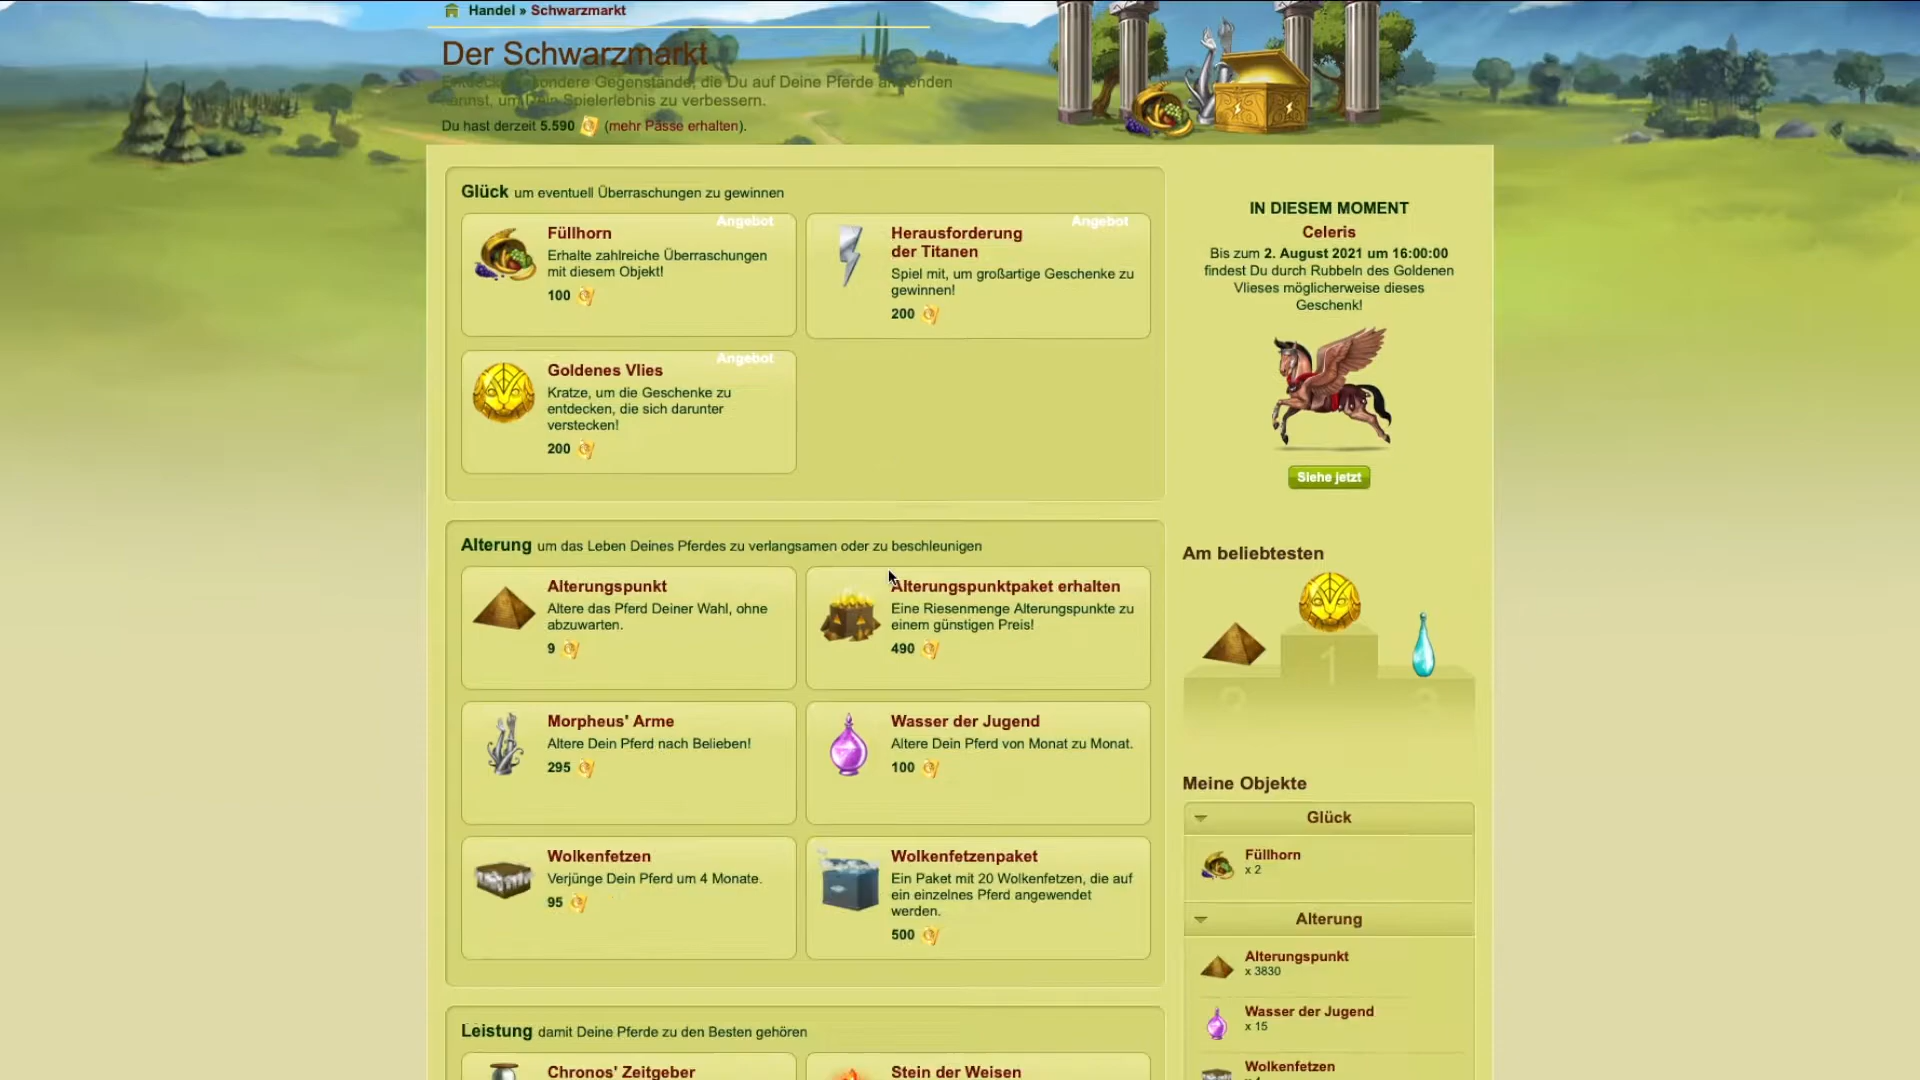 Handel » Schwarzmarkt
Der Schwarzmarkt
Entdecke besondere Gegenstände, die Du auf Deine Pferde anwenden
kannst, um Dein Spielerlebnis zu verbessern.
Du hast derzeit 5.590 (mehr Pässe erhalten).
Glück um eventuell Überraschungen zu gewinnen
Angebot
Füllhorn
Erhalte zahlreiche Überraschungen
mit diesem Objekt!
100
Angebot
Herausforderung
der Titanen
Spiel mit, um großartige Geschenke zu
gewinnen!
200
Angebot
Goldenes Vlies
Kratze, um die Geschenke zu
entdecken, die sich darunter
verstecken!
200
Alterung um das Leben Deines Pferdes zu verlangsamen oder zu beschleunigen
Alterungspunkt
Altere das Pferd Deiner Wahl, ohne
abzuwarten.
9
Alterungspunktpaket erhalten
Eine Riesenmenge Alterungspunkte zu
einem günstigen Preis!
490
Morpheus' Arme
Altere Dein Pferd nach Belieben!
295
Wasser der Jugend
Altere Dein Pferd von Monat zu Monat.
100
Wolkenfetzen
Verjünge Dein Pferd um 4 Monate.
95
Wolkenfetzenpaket
Ein Paket mit 20 Wolkenfetzen, die auf
ein einzelnes Pferd angewendet
werden.
500
Leistung damit Deine Pferde zu den Besten gehören
Chronos' Zeitgeber
Stein der Weisen
IN DIESEM MOMENT
Celeris
Bis zum 2. August 2021 um 16:00:00
findest Du durch Rubbeln des Goldenen
Vlieses möglicherweise dieses
Geschenk!
Siehe jetzt
Am beliebtesten
1
2
3
Meine Objekte
Glück
Füllhorn
x 2
Alterung
Alterungspunkt
x 3830
Wasser der Jugend
x 15
Wolkenfetzen